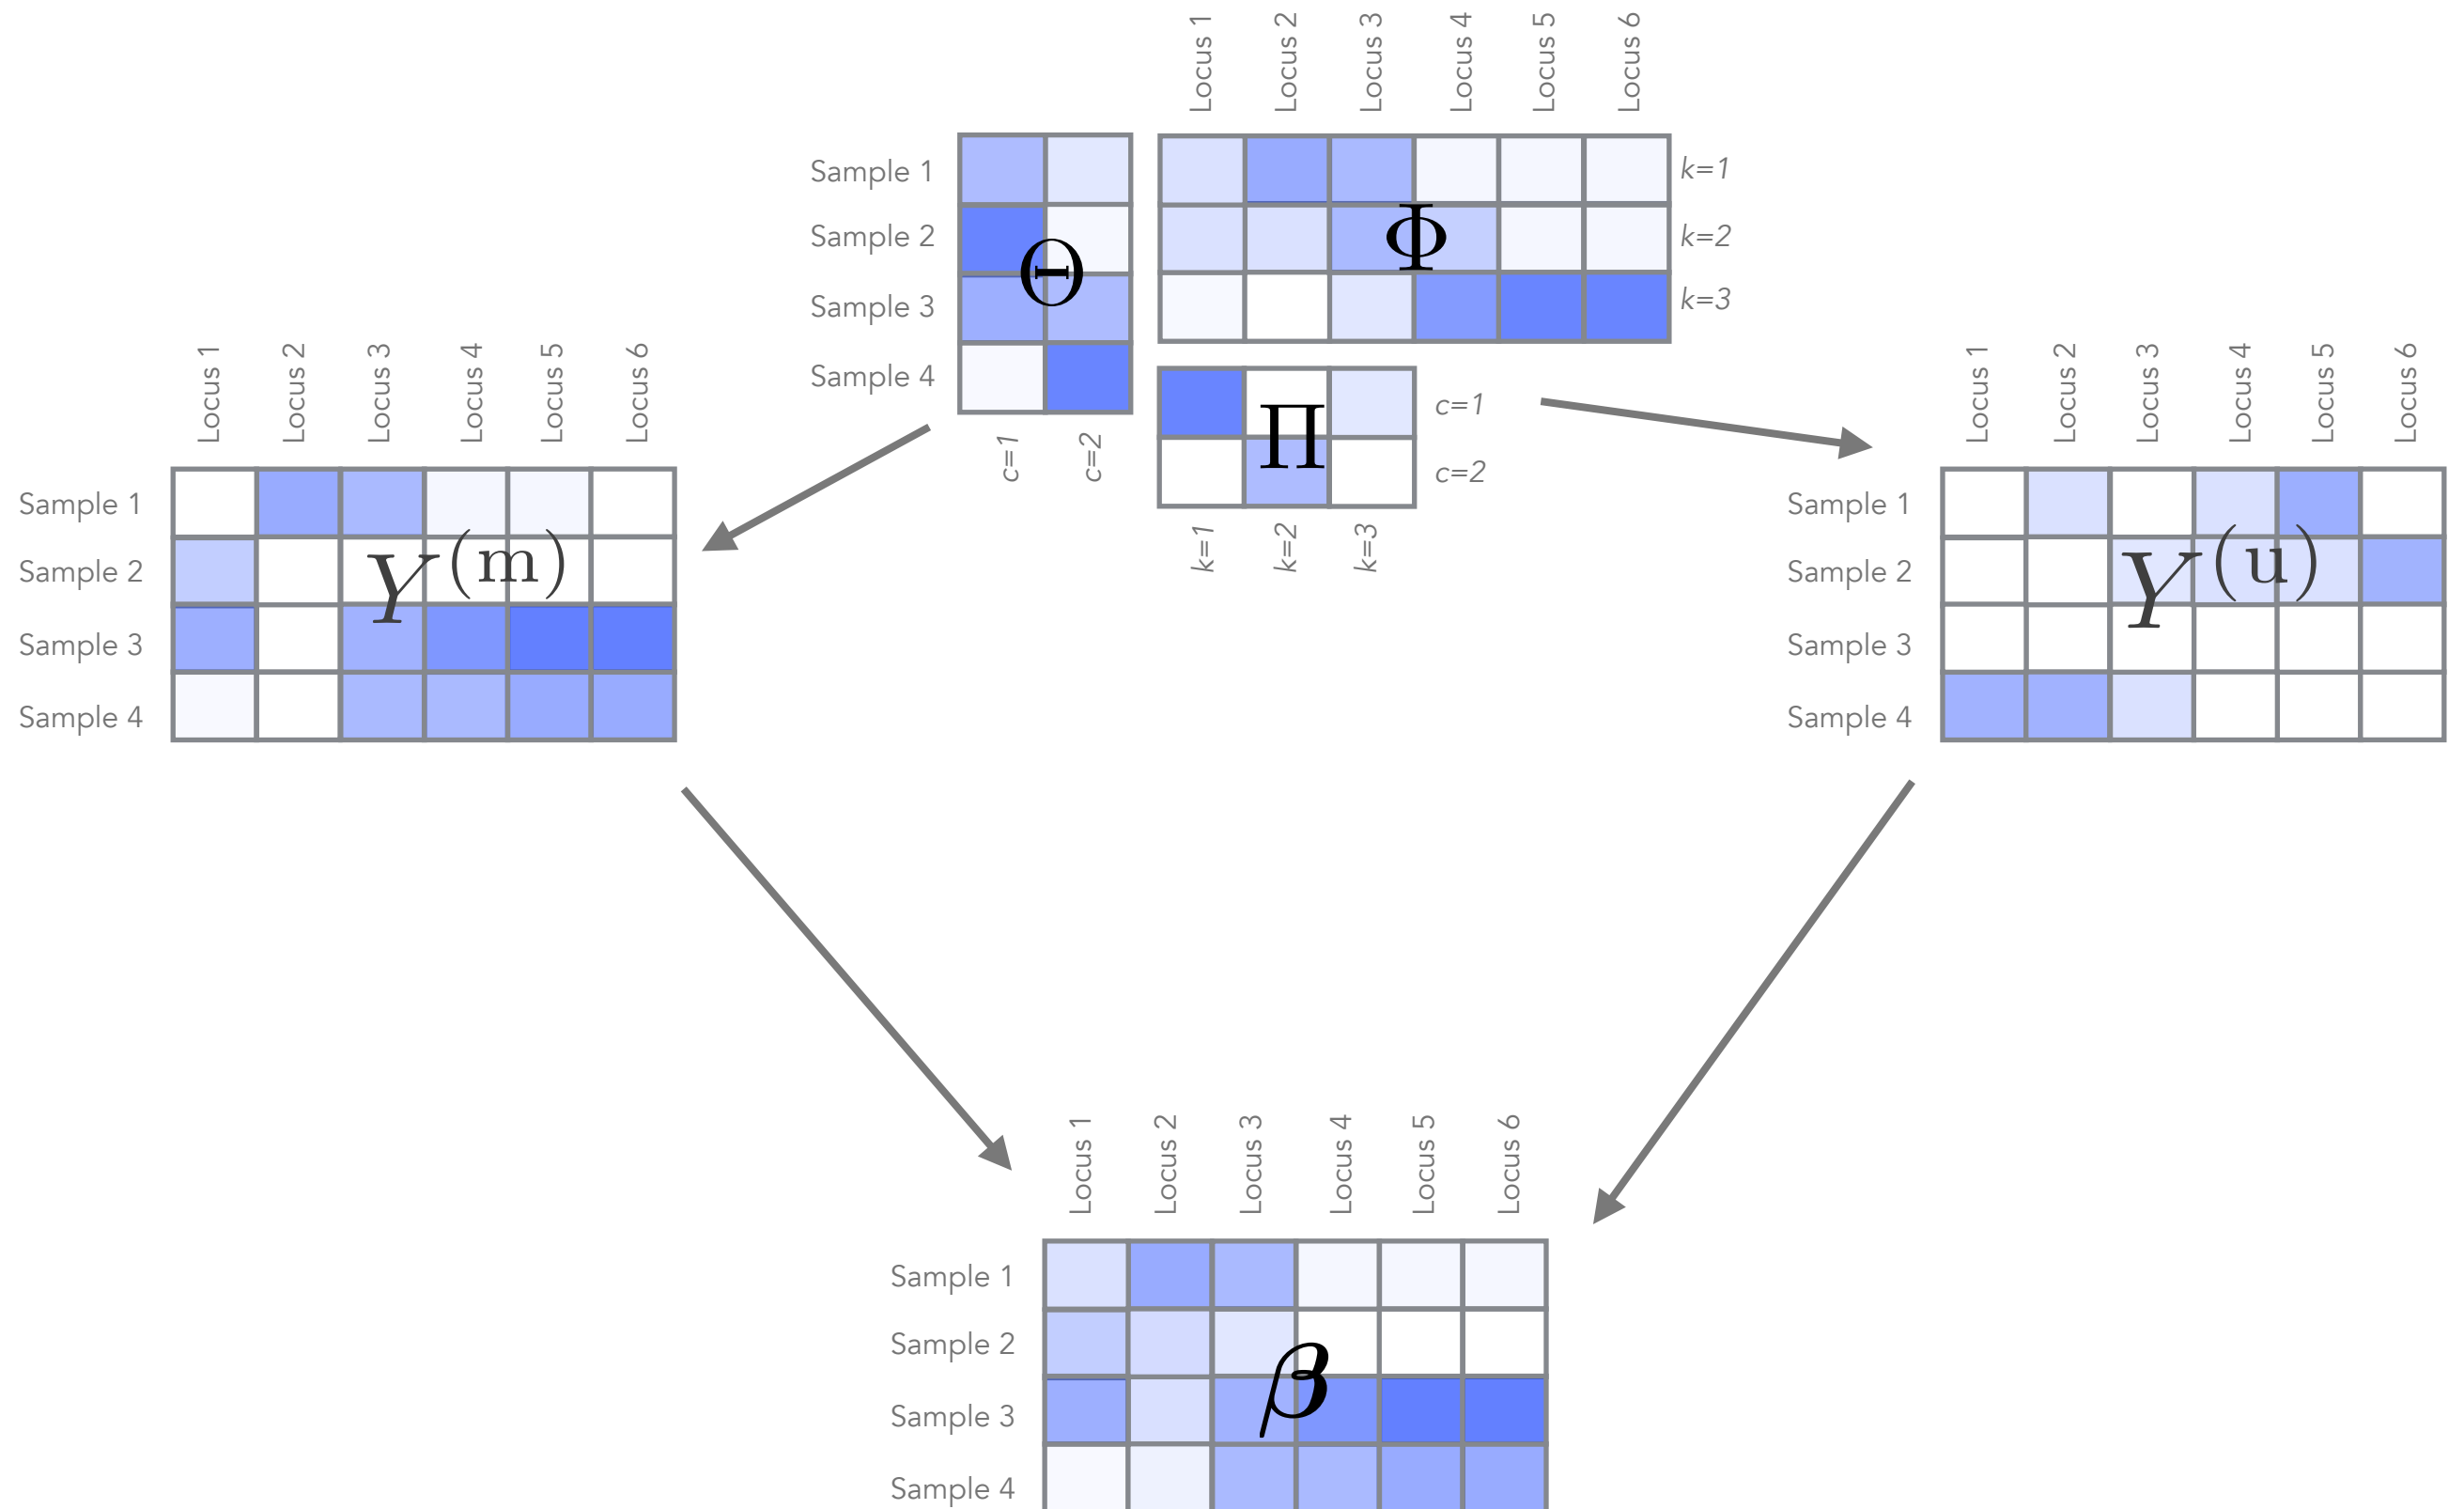 Locus 1
Locus 2
Locus 3
Locus 4
Locus 5
Locus 6
Sample 1
Sample 2
Sample 3
Sample 4
Θ
c=1
c=2
Φ
k=1
k=2
k=3
Π
c=1
c=2
k=1
k=2
k=3
Locus 1
Locus 2
Locus 3
Locus 4
Locus 5
Locus 6
Sample 1
Sample 2
Sample 3
Sample 4
Y(m)
Locus 1
Locus 2
Locus 3
Locus 4
Locus 5
Locus 6
Sample 1
Sample 2
Sample 3
Sample 4
Y(u)
Locus 1
Locus 2
Locus 3
Locus 4
Locus 5
Locus 6
Sample 1
Sample 2
Sample 3
Sample 4
β